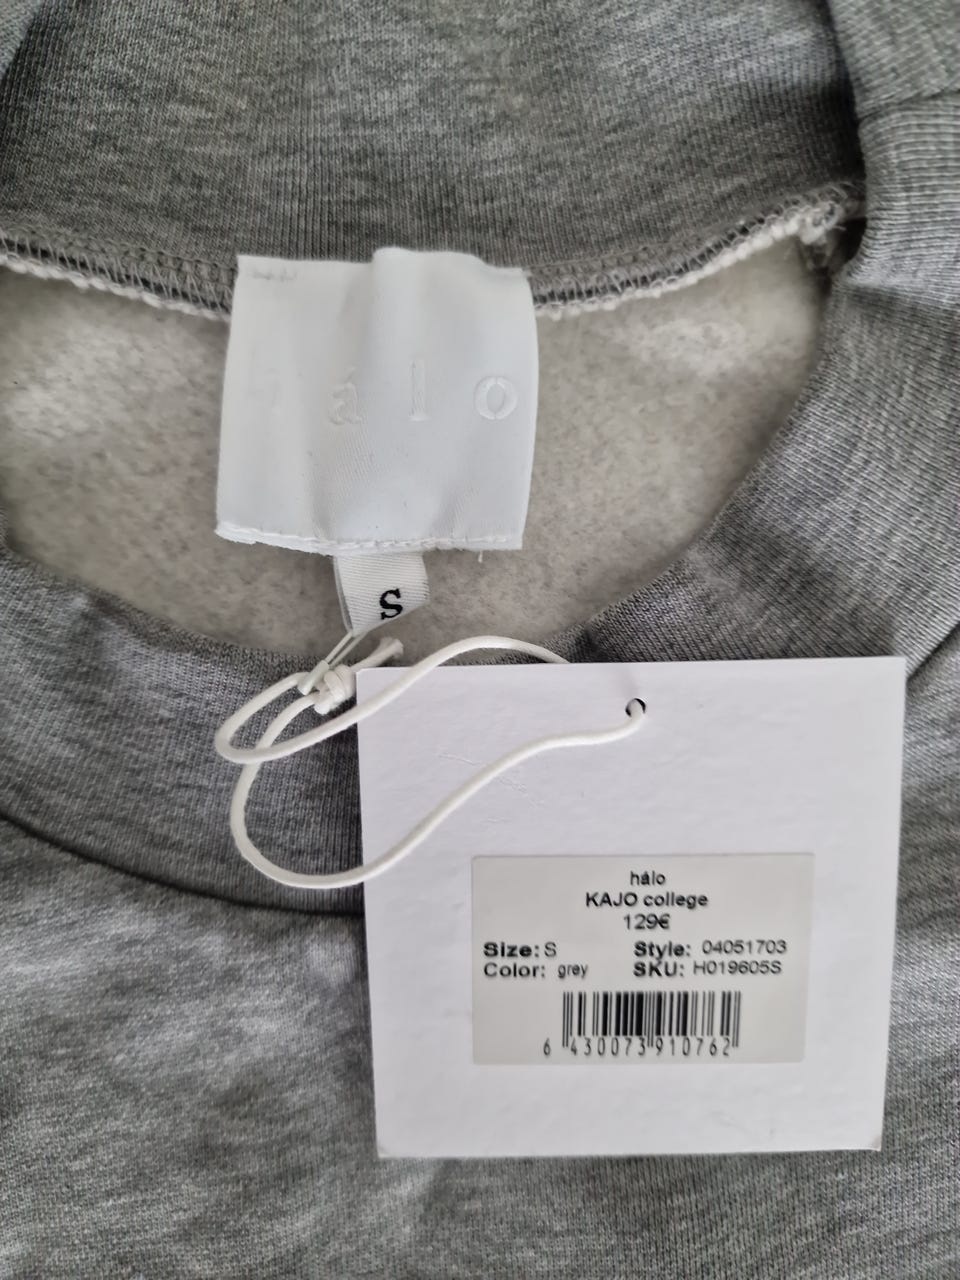 hálo
S
hálo
KAJO college
129€
Size: S Style: 04051703
Color: grey SKU: H019605S
6 430073 910762